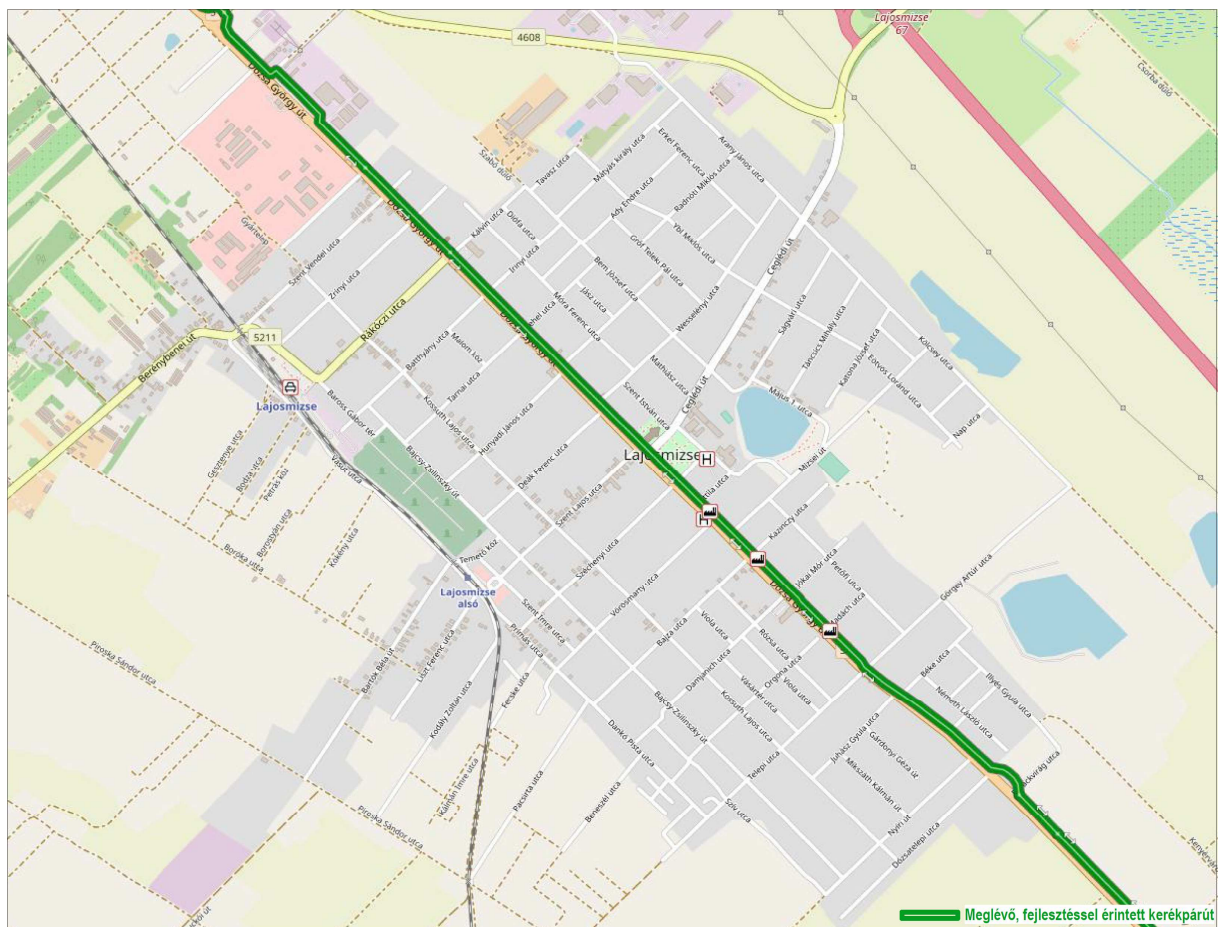 Lajosmizse
67
4608
Csorba dűlő
Dózsa György út
Erkel Ferenc utca
Arany János utca
Mátyás király utca
Szabó dűlő
Tavasz utca
Radnóti Miklós utca
Ady Endre utca
Gyártelep
Kálvin utca
Diófa utca
Ybl Miklós utca
Dózsa György út
Irinyi utca
Gróf Teleki Pál utca
Szent Vendel utca
Bem József utca
Ceglédi út
Zrínyi utca
Jász utca
Móra Ferenc utca
Wesselényi utca
Ságvári utca
Rákóczi utca
Táncsics Mihály utca
Kölcsey utca
5211
Batthyány utca
Malom köz
Katona József utca
Eötvös Loránd utca
Berénybenei út
Mathiász utca
Tarnai utca
Lajosmizse
Baross Gábor tér
Kossuth Lajos utca
Szent István utca
Ceglédi út
Május 1. utca
Hunyadi János utca
Nap utca
Gesztenye utca
Bodza utca
Petrás köz
Vasút utca
Bajcsy-Zsilinszky út
Deák Ferenc utca
Lajosmizse
H
Mizsei út
Szent Lajos utca
H
Kazinczy utca
Borostyán utca
Kökény utca
Boróka utca
Temető köz
Széchenyi utca
Petőfi utca
Görgey Artúr utca
Lajosmizse
alsó
Vörösmarty utca
Szent Imre utca
Viola utca
Prímás utca
Bajza utca
Rózsa utca
Piroska Sándor utca
Bartók Béla út
Liszt Ferenc utca
Damjanich utca
Orgona utca
Viola utca
Vásártér utca
Béke utca
Illyés Gyula utca
Fecske utca
Kodály Zoltán utca
Bajcsy-Zsilinszky út
Kossuth Lajos utca
Németh László utca
Dankó Pista utca
Juhász Gyula utca
Gárdonyi Géza út
Telepi utca
Mikszáth Kálmán út
Kálmán Imre utca
Pacsirta utca
Beneszél utca
Szív utca
Nyíri út
Piroska Sándor utca
Dózsatelepi utca
Meglévő, fejlesztéssel érintett kerékpárút